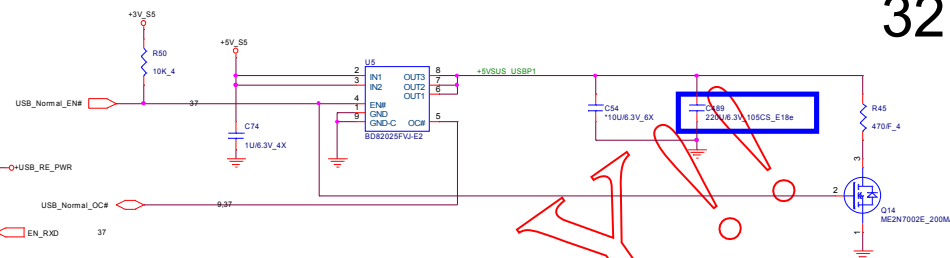 32
+3V_S5
R50
10K_4
+5V_S5
U5
2 IN1 OUT3 8
3 IN2 OUT2 7
OUT1 6
4 EN#
1 GND
9 GND-C OC# 5
BD82025FVJ-E2
+5VSUS_USBP1
USB_Normal_EN# 37
C74
1U/6.3V_4X
C54
*10U/6.3V_6X
C489
220U/6.3V_105CS_E18e
R45
470/F_4
+USB_RE_PWR
USB_Normal_OC# 9,37
EN_RXD 37
3
2
1
Q14
ME2N7002E_200MA